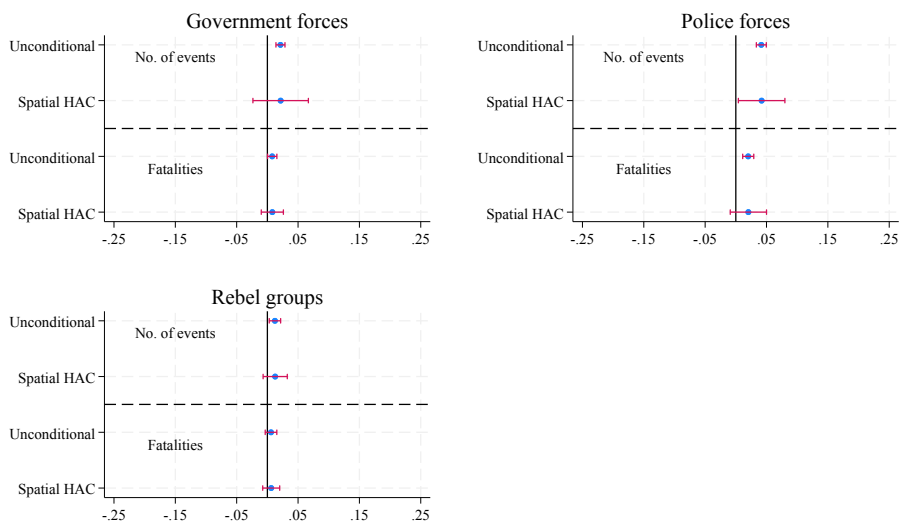 Government forces
Unconditional
No. of events
Spatial HAC
Unconditional
Fatalities
Spatial HAC
-.25 -.15 -.05 .05 .15 .25
Police forces
Unconditional
No. of events
Spatial HAC
Unconditional
Fatalities
Spatial HAC
-.25 -.15 -.05 .05 .15 .25
Rebel groups
Unconditional
No. of events
Spatial HAC
Unconditional
Fatalities
Spatial HAC
-.25 -.15 -.05 .05 .15 .25